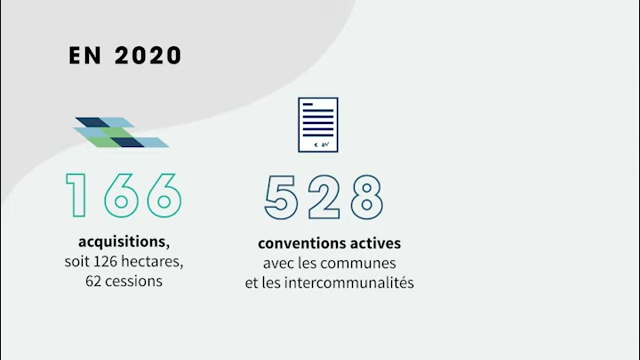 EN 2020
166
acquisitions,
soit 126 hectares,
62 cessions
528
conventions actives
avec les communes
et les intercommunalités